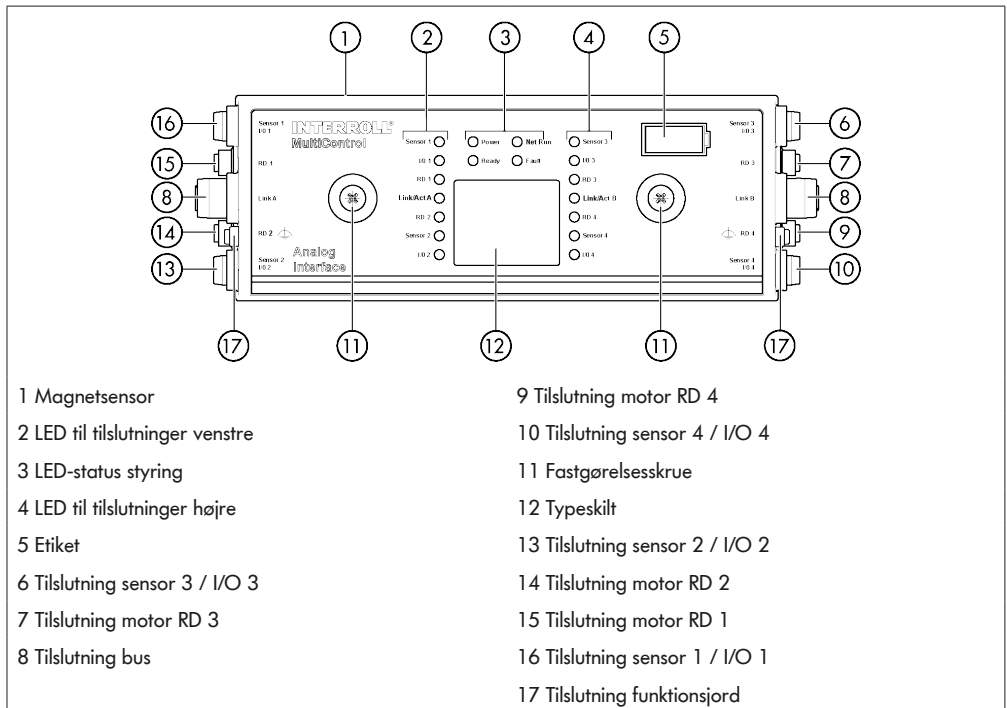 1 2 3 4 5
16 Sensor 1 I/O 1 INTERROLL® MultiControl Sensor 1 Power Net Run Sensor 3 Sensor 3 I/O 3 6
I/O 1 Ready Fault I/O 3
15 RD 1 RD 1 RD 3 RD 3 7
8 Link A Link/Act A Link/Act B Link B 8
14 RD 2 RD 2 RD 4 RD 4 9
Analog Interface Sensor 2 Sensor 4
13 Sensor 2 I/O 2 I/O 2 I/O 4 Sensor 4 I/O 4 10
17 11 12 11 17
1 Magnetsensor
2 LED til tilslutninger venstre
3 LED-status styring
4 LED til tilslutninger højre
5 Etiket
6 Tilslutning sensor 3 / I/O 3
7 Tilslutning motor RD 3
8 Tilslutning bus
9 Tilslutning motor RD 4
10 Tilslutning sensor 4 / I/O 4
11 Fastgørelsesskrue
12 Typeskilt
13 Tilslutning sensor 2 / I/O 2
14 Tilslutning motor RD 2
15 Tilslutning motor RD 1
16 Tilslutning sensor 1 / I/O 1
17 Tilslutning funktionsjord